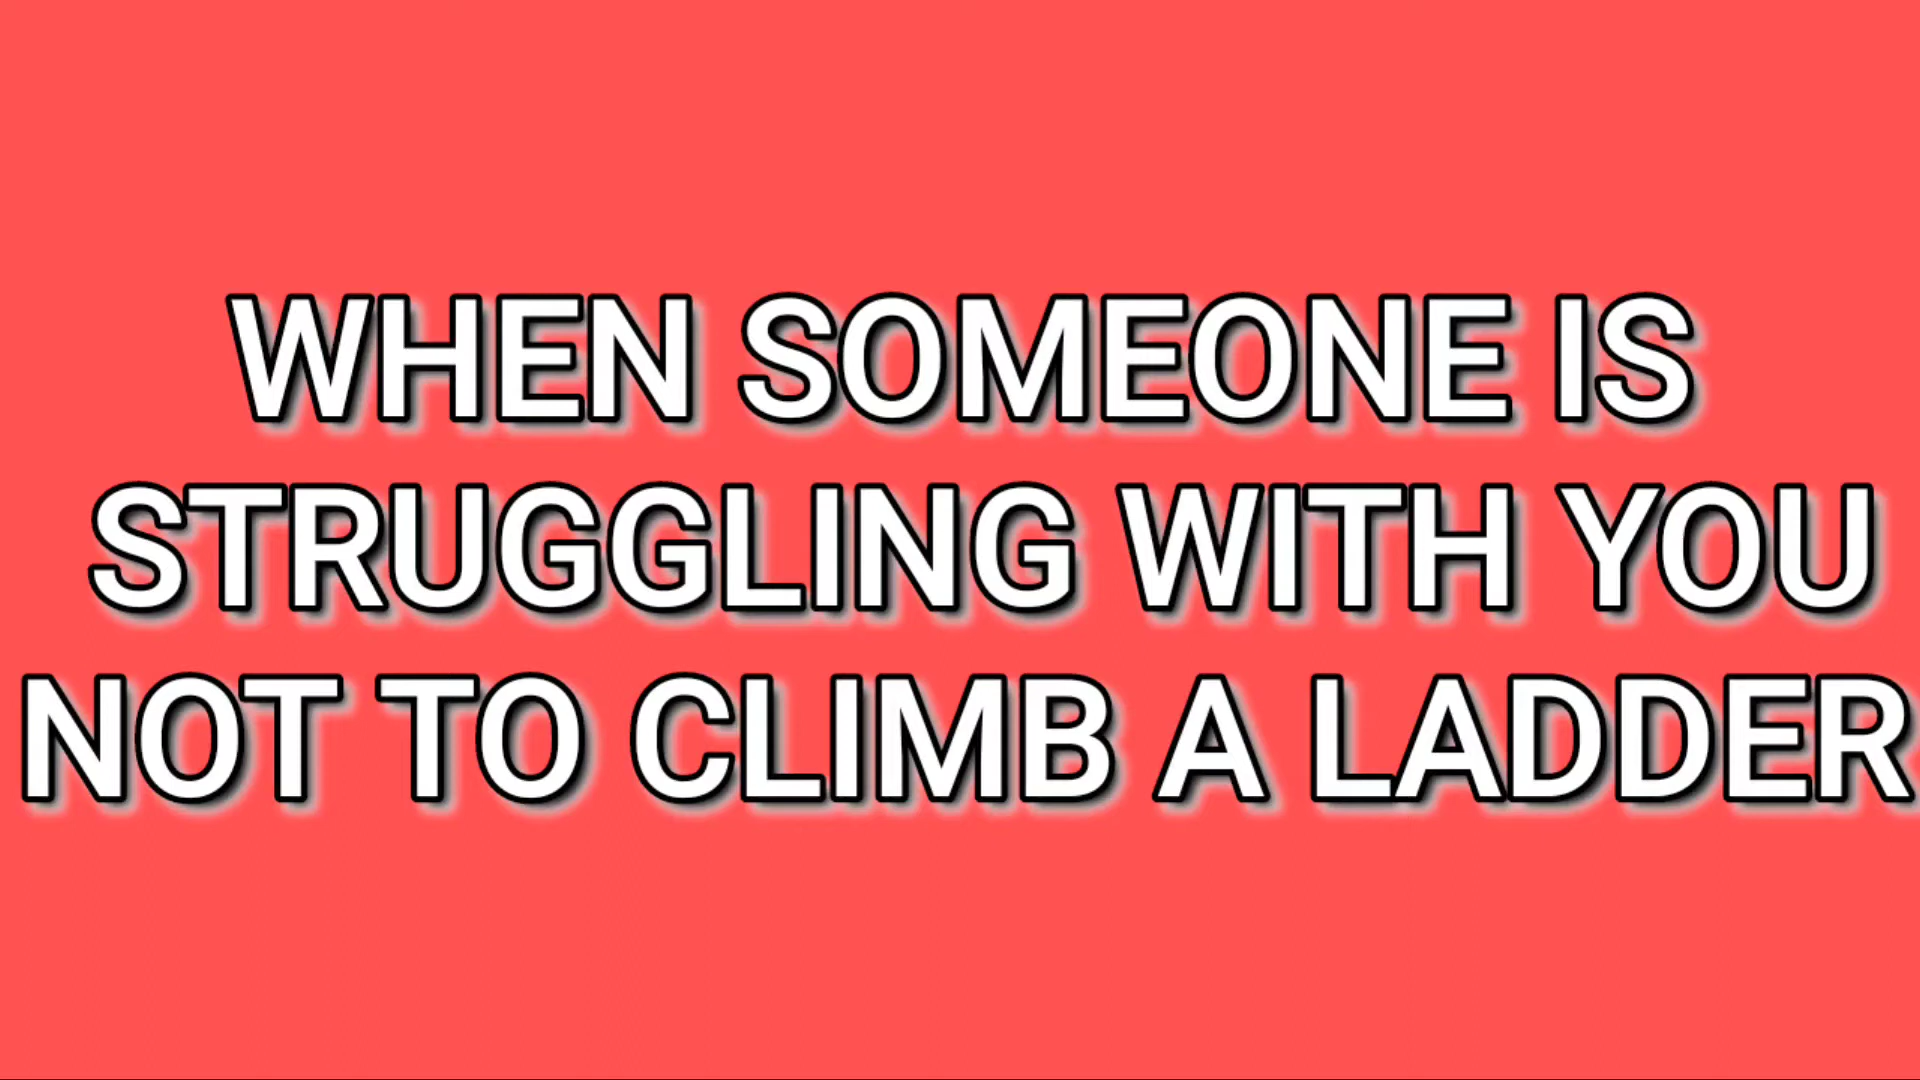 WHEN SOMEONE IS
STRUGGLING WITH YOU
NOT TO CLIMB A LADDER